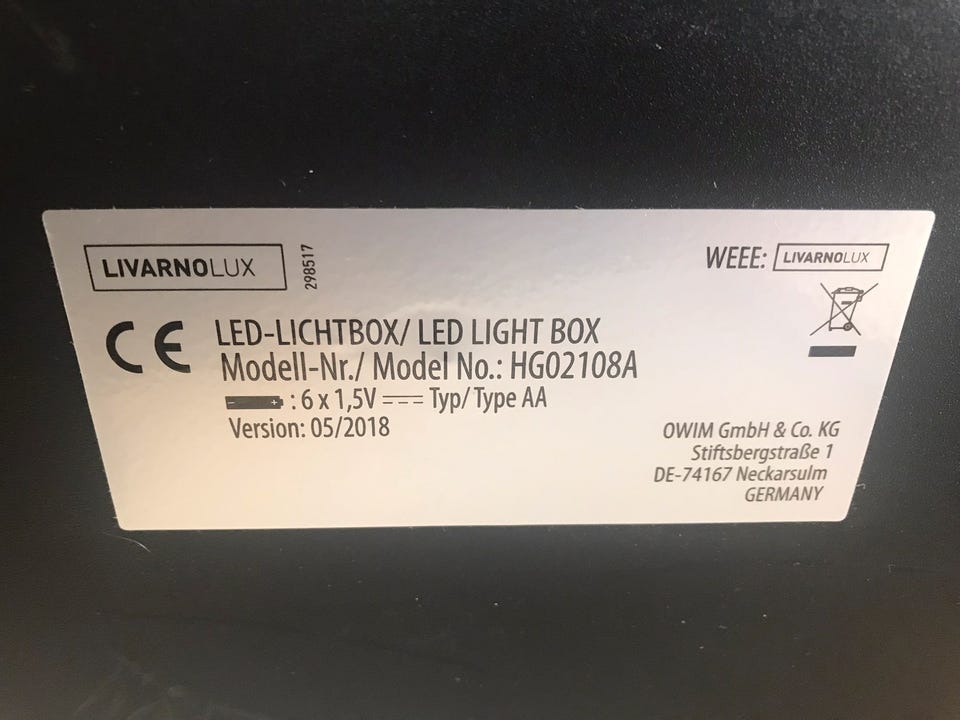 LIVARNOLUX
298517
WEEE: LIVARNOLUX
CE
LED-LICHTBOX/ LED LIGHT BOX
Modell-Nr./ Model No.: HG02108A
- + : 6 x 1,5V Typ/ Type AA
Version: 05/2018
OWIM GmbH & Co. KG
Stiftsbergstraße 1
DE-74167 Neckarsulm
GERMANY